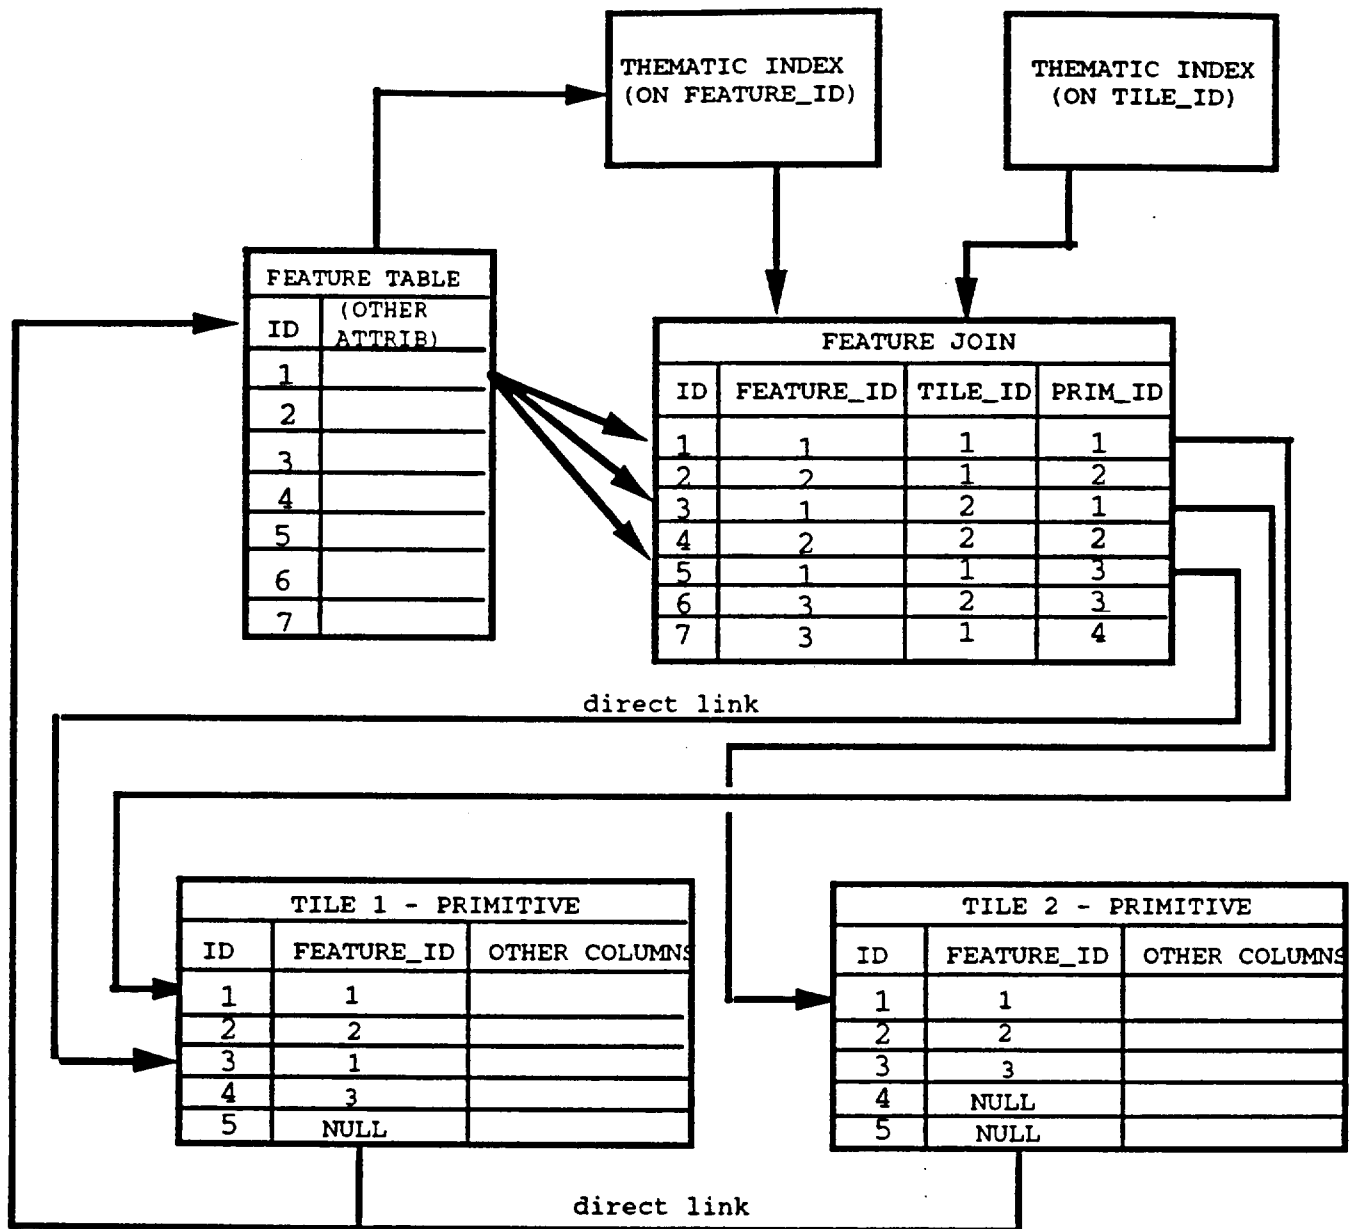 THEMATIC INDEX
(ON FEATURE_ID)
THEMATIC INDEX
(ON TILE_ID)
FEATURE TABLE
ID (OTHER
ATTRIB)
1
2
3
4
5
6
7
FEATURE JOIN
ID FEATURE_ID TILE_ID PRIM_ID
1 1 1 1
2 2 1 2
3 1 2 1
4 2 2 2
5 1 1 3
6 3 2 3
7 3 1 4
direct link
TILE 1 - PRIMITIVE
ID FEATURE_ID OTHER COLUMNS
1 1
2 2
3 1
4 3
5 NULL
TILE 2 - PRIMITIVE
ID FEATURE_ID OTHER COLUMNS
1 1
2 2
3 3
4 NULL
5 NULL
direct link